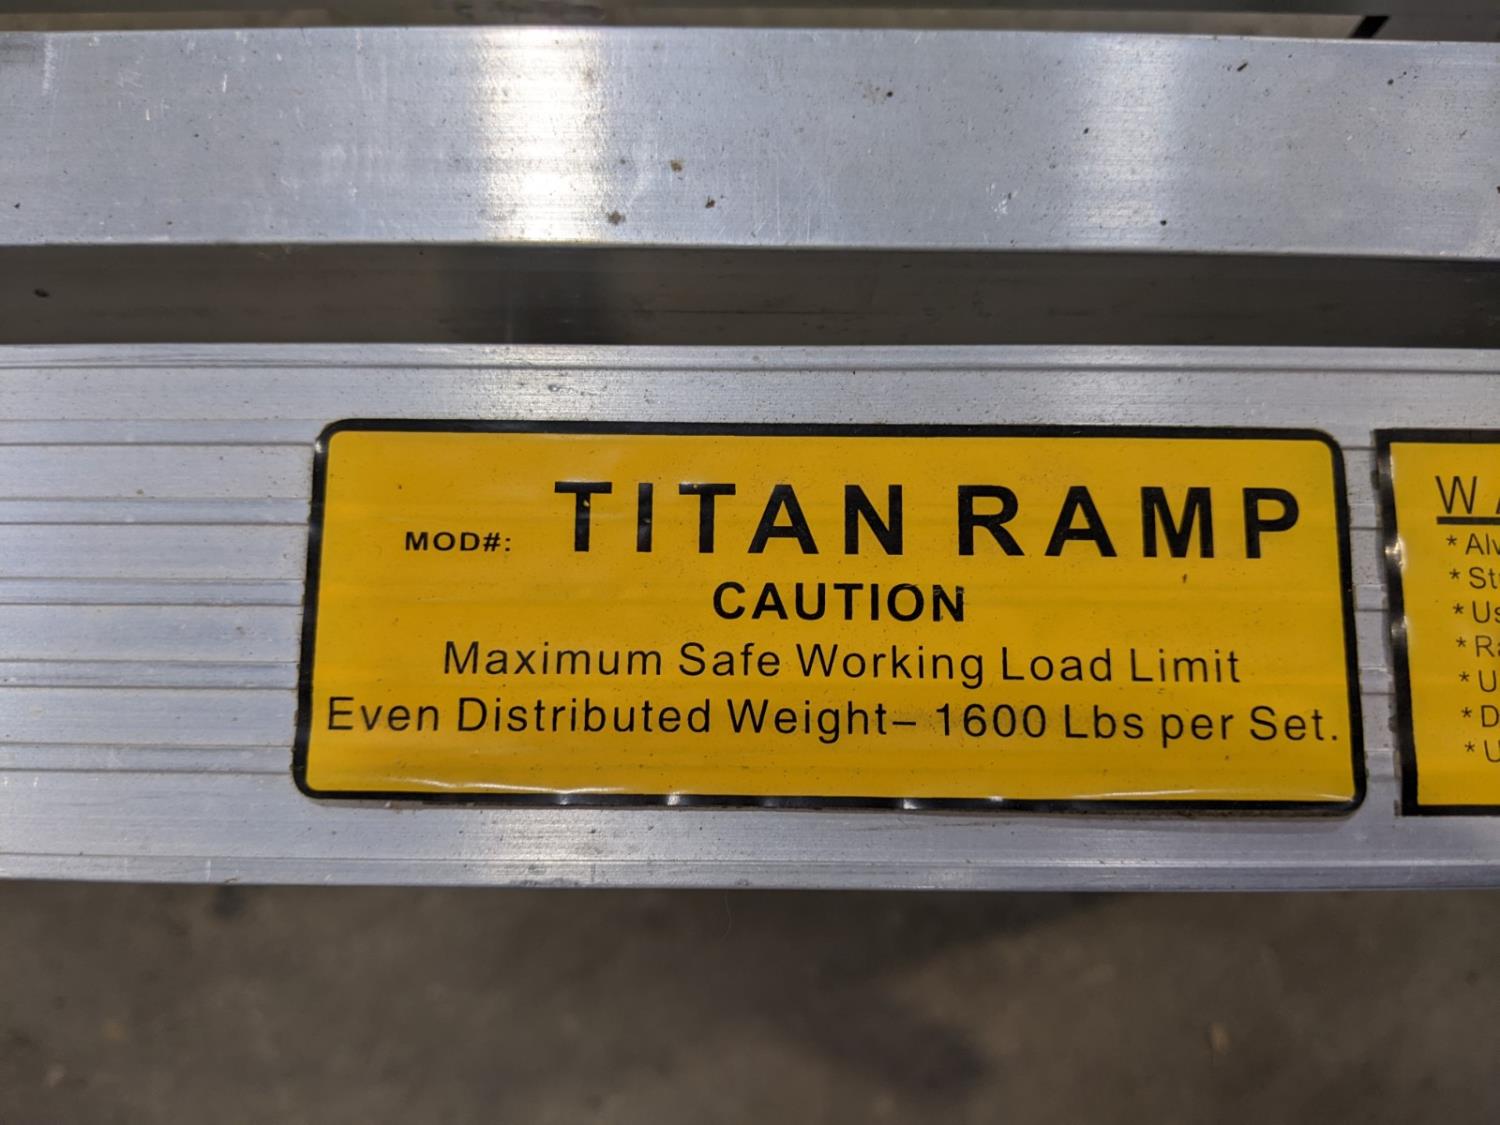 MOD#: TITAN RAMP
CAUTION
Maximum Safe Working Load Limit
Even Distributed Weight– 1600 Lbs per Set.